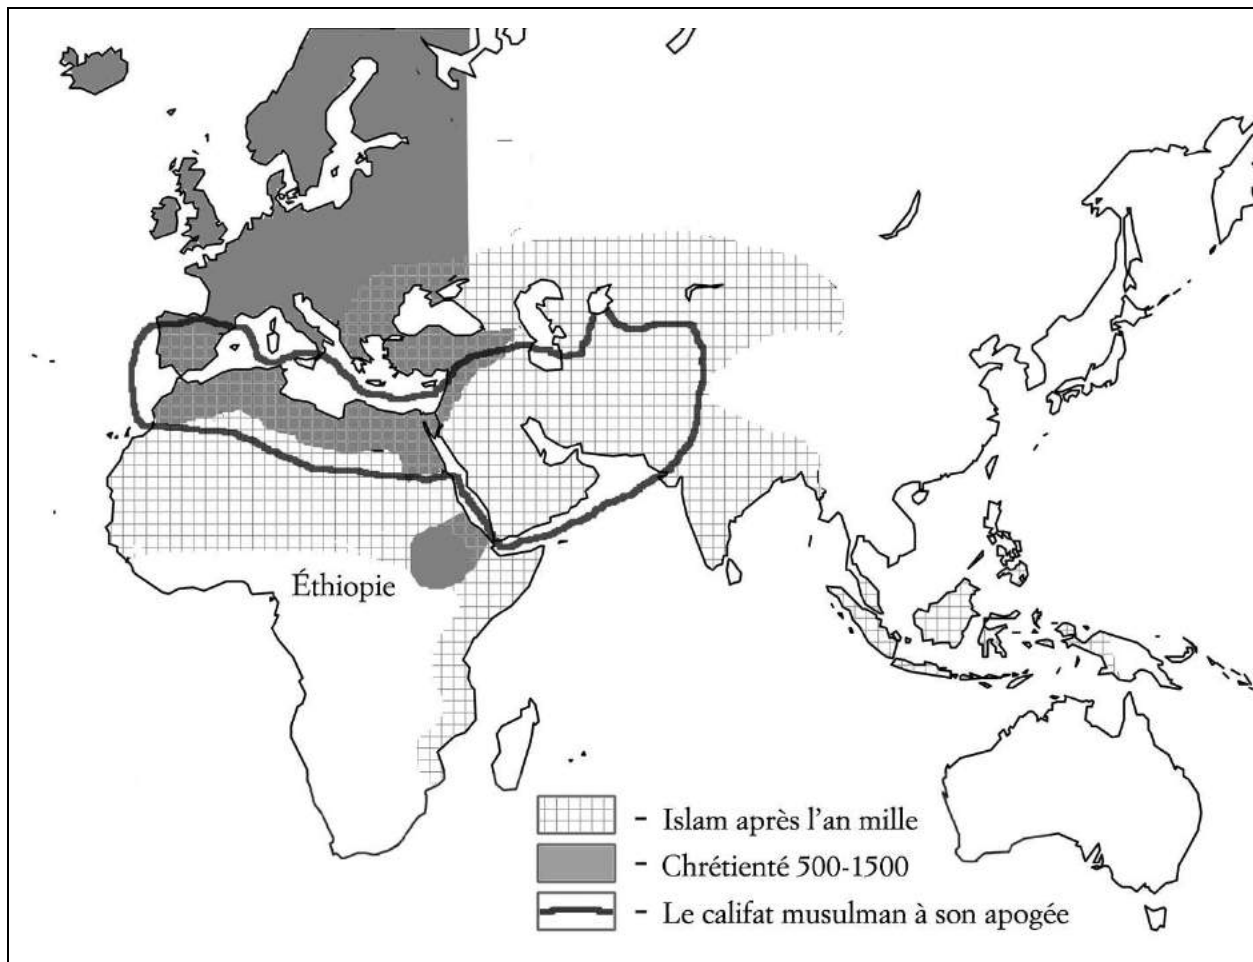 Éthiopie
- Islam après l'an mille
- Chrétienté 500-1500
- Le califat musulman à son apogée